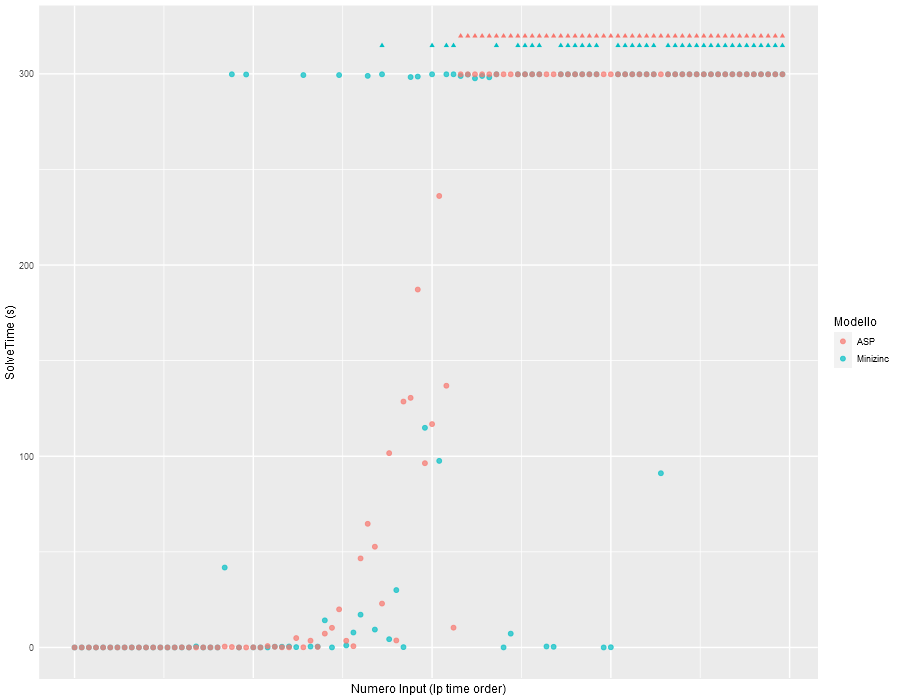 300
200
100
0
SolveTime (s)
Numero Input (lp time order)
Modello
ASP
Minizinc